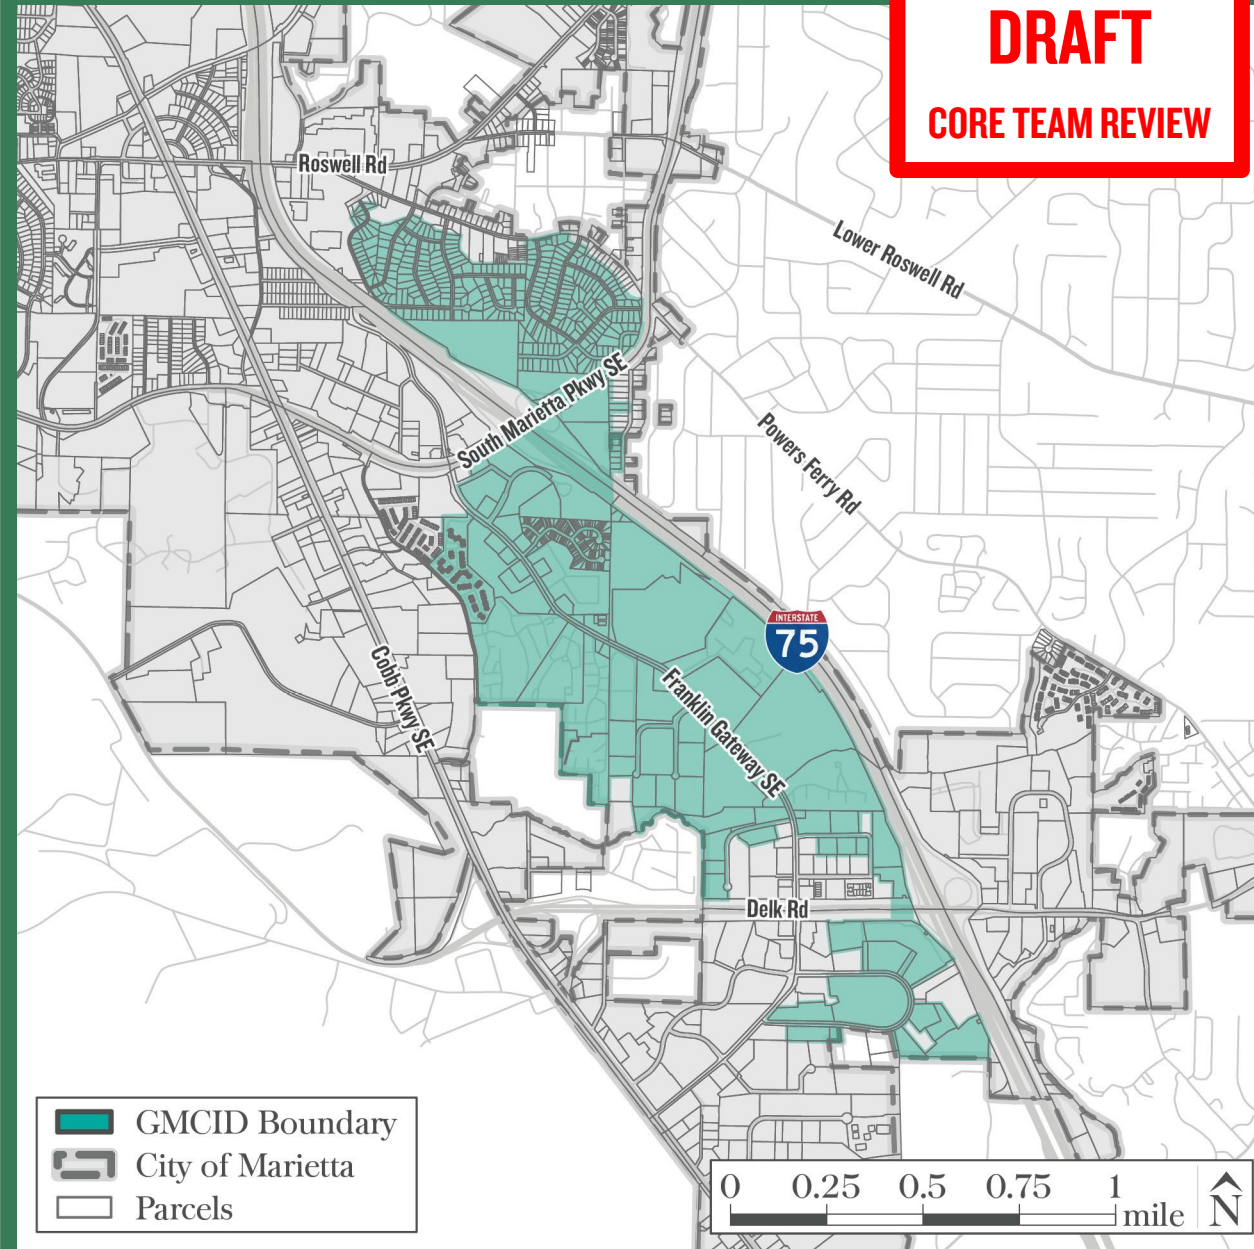 DRAFT
CORE TEAM REVIEW
Roswell Rd
Lower Roswell Rd
South Marietta Pkwy SE
Powers Ferry Rd
INTERSTATE
75
Cobb Pkwy SE
Franklin Gateway SE
Delk Rd
GMCID Boundary
City of Marietta
Parcels
0 0.25 0.5 0.75 1
mile
N